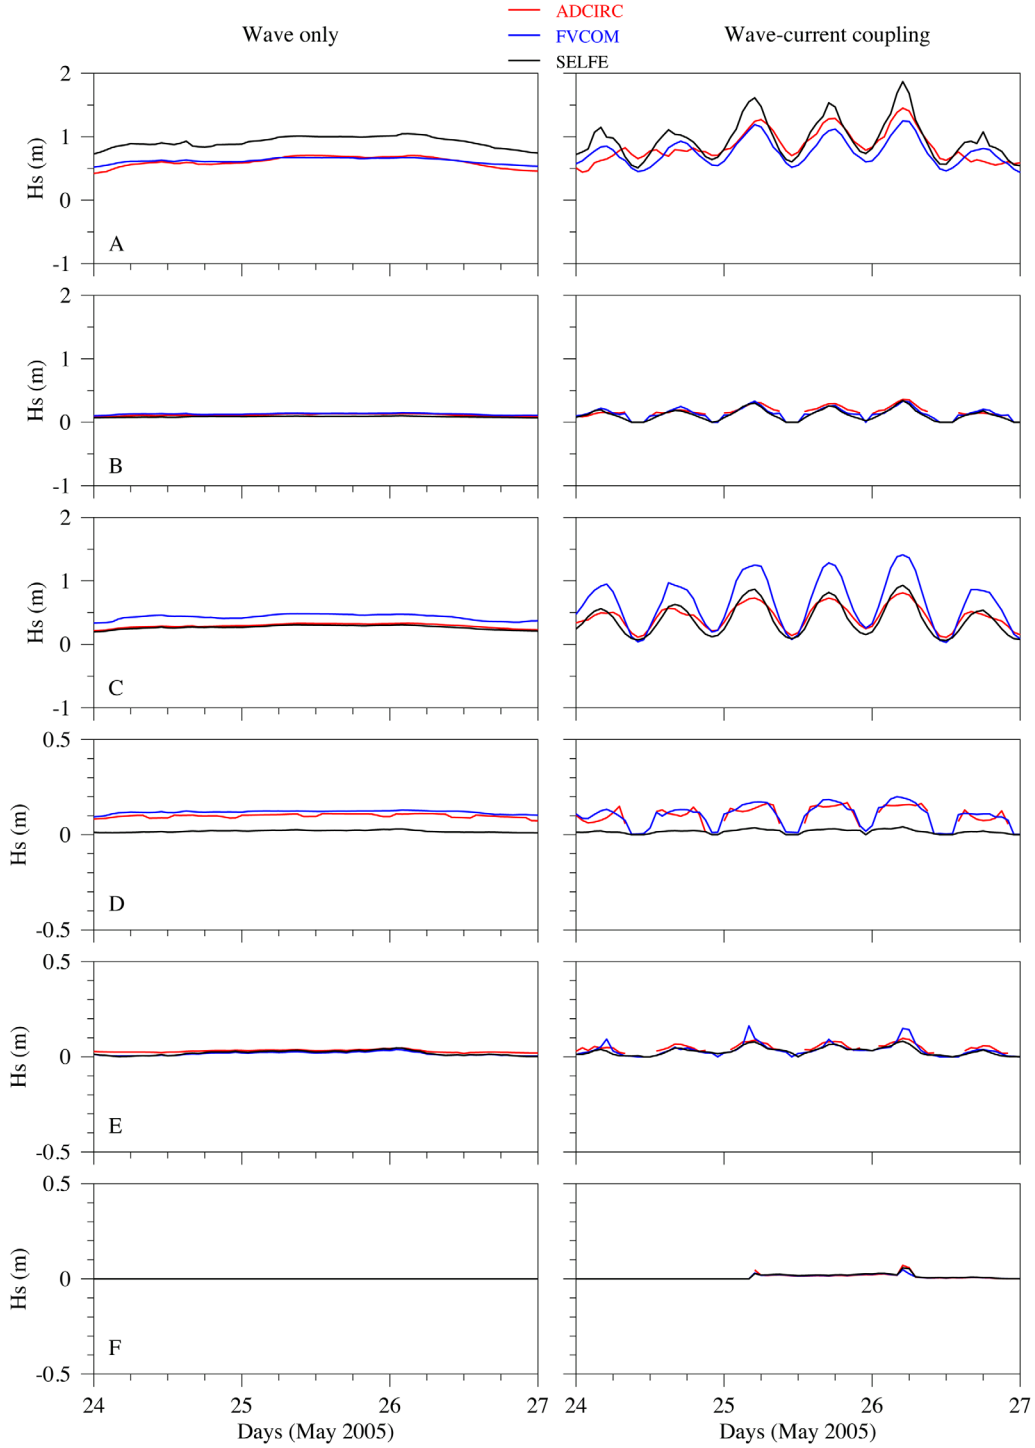 ADCIRC
Wave only
FVCOM
Wave-current coupling
SELFE
2
1
Hs (m)
0
A
-1
2
1
Hs (m)
0
B
-1
2
1
Hs (m)
0
C
-1
0.5
Hs (m)
0
D
-0.5
0.5
Hs (m)
0
E
-0.5
0.5
Hs (m)
0
F
-0.5
24 25 26 27 24 25 26 27
Days (May 2005) Days (May 2005)